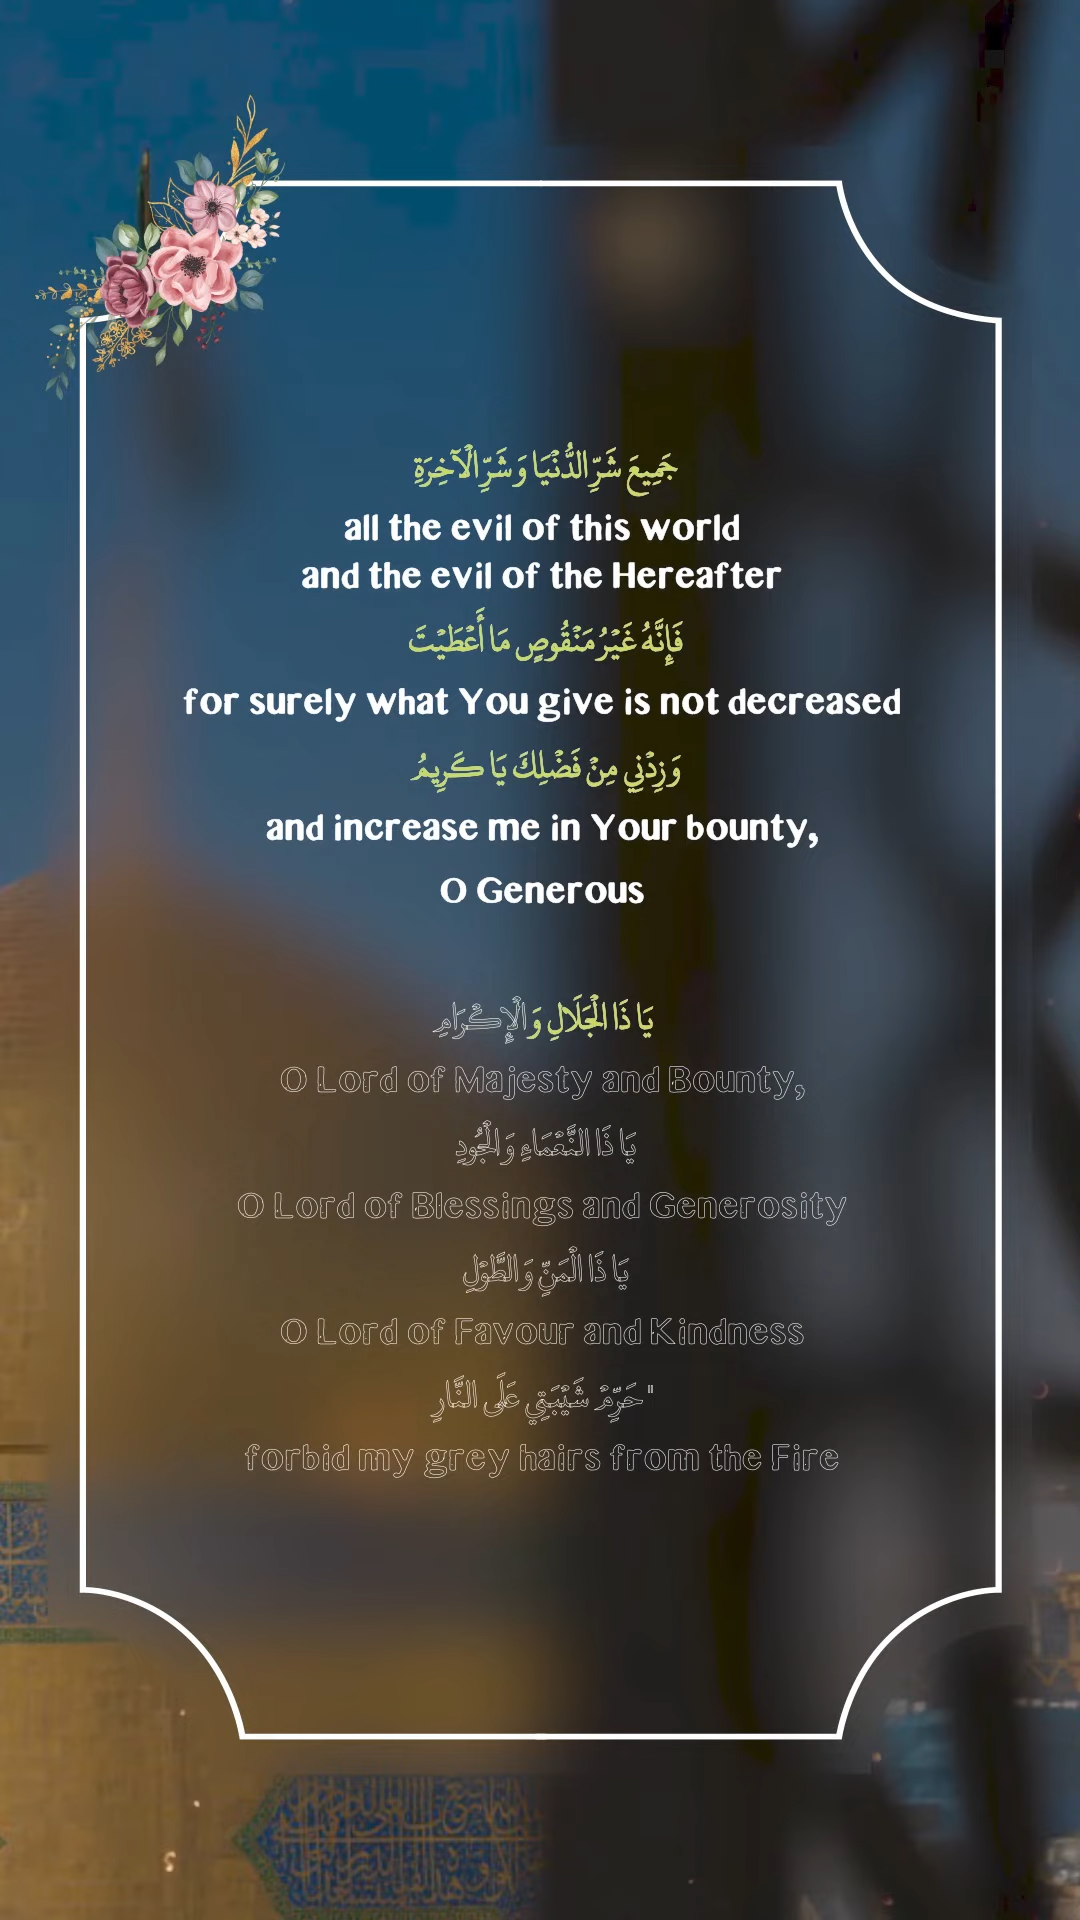 جَمِيعَ شَرِّ الدُّنْيَا وَشَرِّ الْآخِرَةِ
all the evil of this world
and the evil of the Hereafter
فَإِنَّهُ غَيْرُ مَنْقُوصٍ مَا أَعْطَيْتَ
for surely what You give is not decreased
وَزِدْنِي مِنْ فَضْلِكَ يَا كَرِيمُ
and increase me in Your bounty,
O Generous
يَا ذَا الْجَلَالِ وَالْإِكْرَامِ
O Lord of Majesty and Bounty,
يَا ذَا النَّعْمَاءِ وَالْجُودِ
O Lord of Blessings and Generosity
يَا ذَا الْمَنِّ وَالطَّوْلِ
O Lord of Favour and Kindness
"حَرِّمْ شَيْبَتِي عَلَى النَّارِ
forbid my grey hairs from the Fire